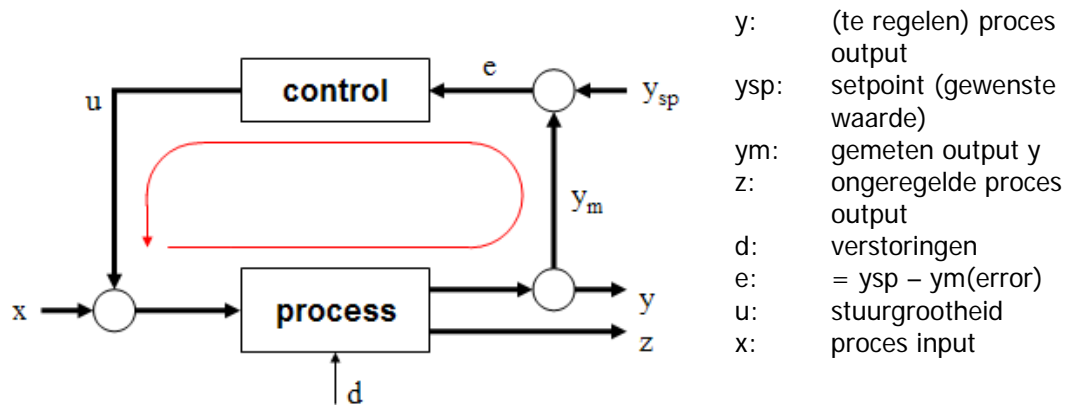 control
e
u
ysp
ym
x
process
y
z
d
y: (te regelen) proces
output
ysp: setpoint (gewenste
waarde)
ym: gemeten output y
z: ongeregelde proces
output
d: verstoringen
e: = ysp – ym(error)
u: stuurgrootheid
x: proces input